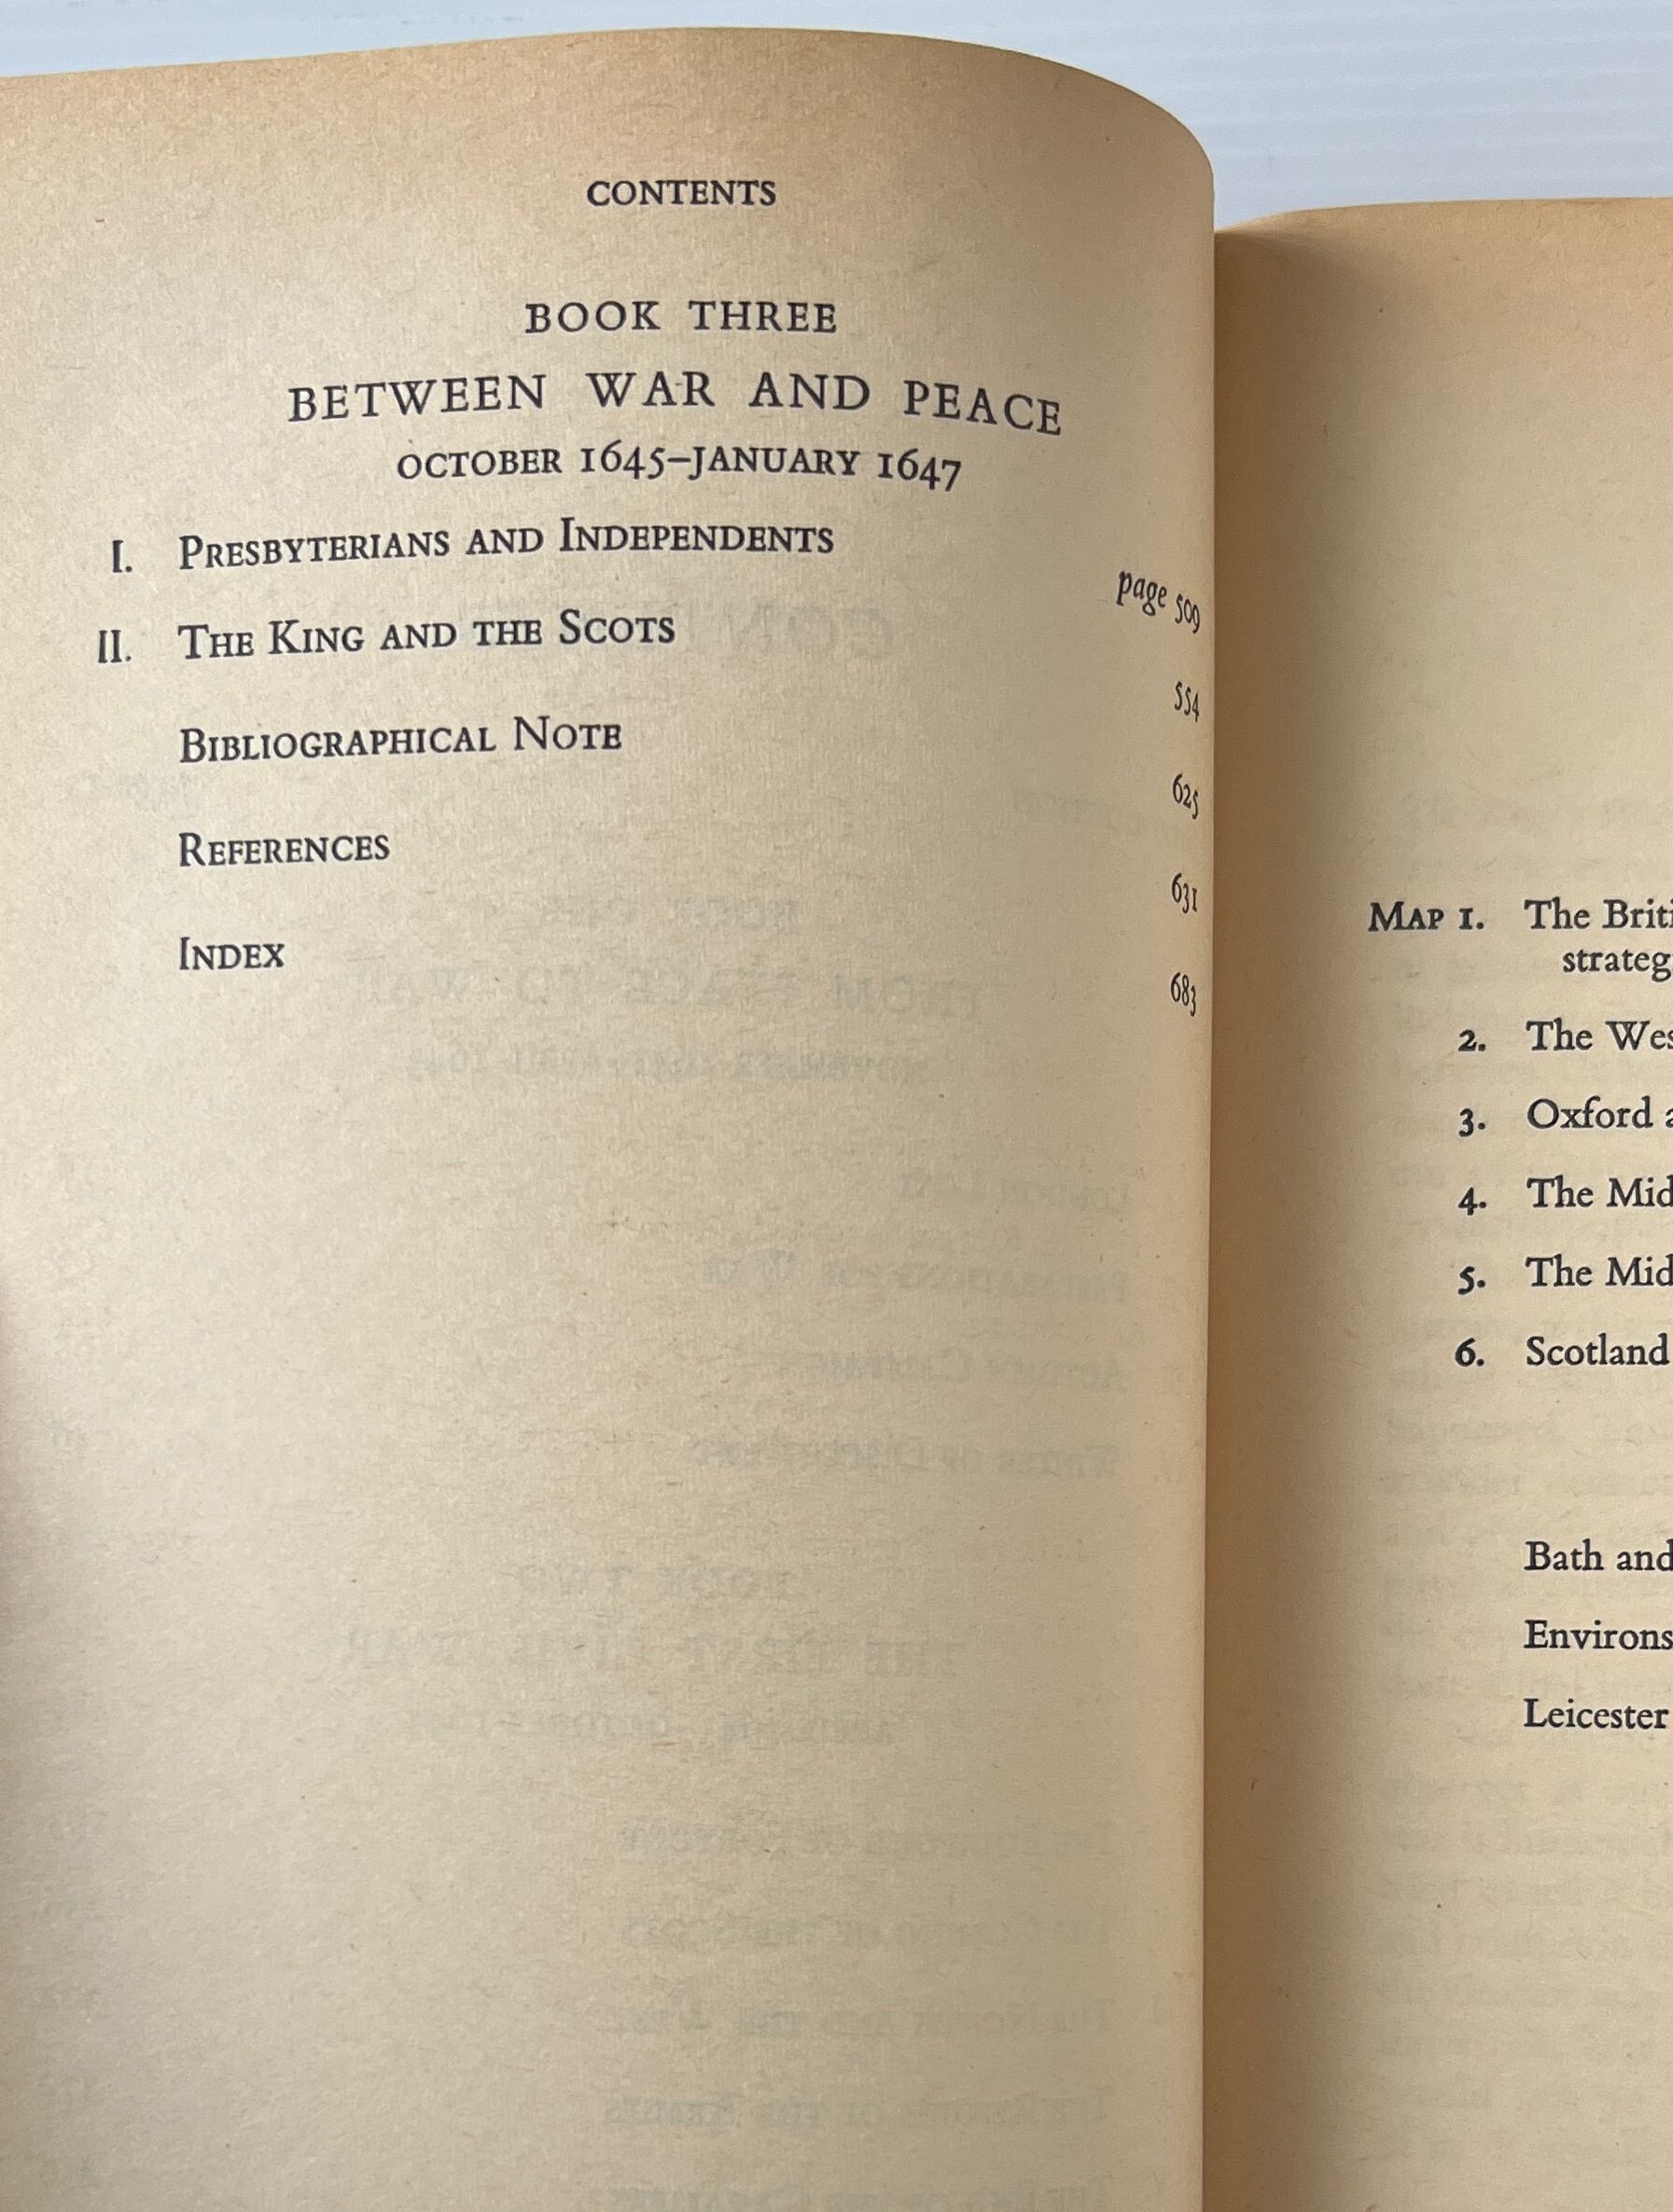 CONTENTS
BOOK THREE
BETWEEN WAR AND PEACE
OCTOBER 1645–JANUARY 1647
I. PRESBYTERIANS AND INDEPENDENTS page 509
II. THE KING AND THE SCOTS 554
BIBLIOGRAPHICAL NOTE 625
REFERENCES 631
INDEX 683
MAP 1. The Briti
strateg
2. The Wes
3. Oxford a
4. The Mid
5. The Mid
6. Scotland
Bath and
Environs
Leicester